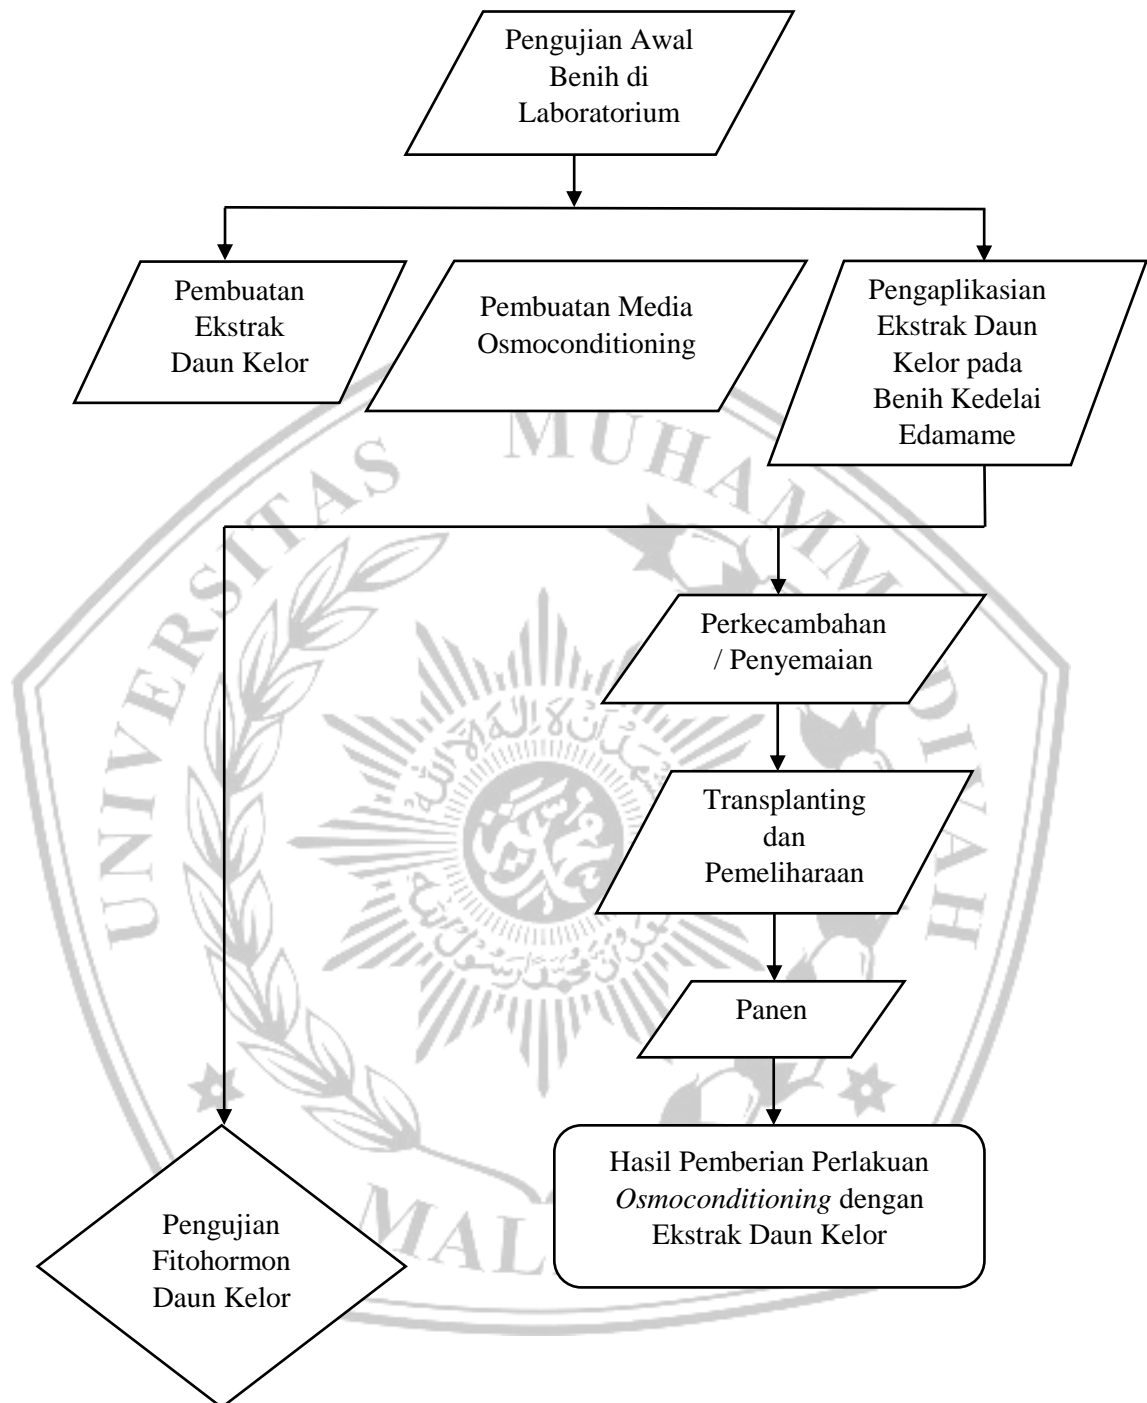 Pengujian Awal
Benih di
Laboratorium
Pembuatan
Ekstrak
Daun Kelor
Pembuatan Media
Osmoconditioning
Pengaplikasian
Ekstrak Daun
Kelor pada
Benih Kedelai
Edamame
Perkecambahan
/ Penyemaian
Transplanting
dan
Pemeliharaan
Panen
Hasil Pemberian Perlakuan
Osmoconditioning dengan
Ekstrak Daun Kelor
Pengujian
Fitohormon
Daun Kelor
UNIVERSITAS MUHAMMADIYAH